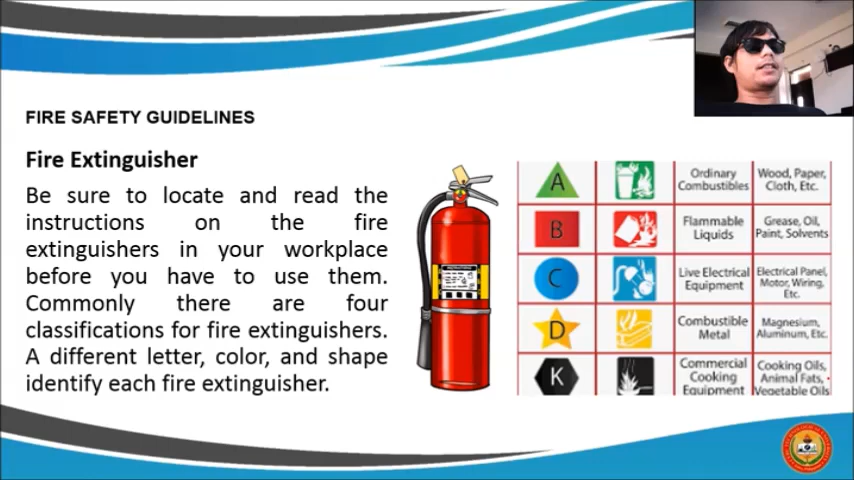 FIRE SAFETY GUIDELINES
Fire Extinguisher
Be sure to locate and read the
instructions on the fire
extinguishers in your workplace
before you have to use them.
Commonly there are four
classifications for fire extinguishers.
A different letter, color, and shape
identify each fire extinguisher.
A
Ordinary
Combustibles
Wood, Paper,
Cloth, Etc.
B
Flammable
Liquids
Grease, Oil,
Paint, Solvents
C
Live Electrical
Equipment
Electrical Panel,
Motor, Wiring,
Etc.
D
Combustible
Metal
Magnesium,
Aluminum, Etc.
K
Commercial
Cooking
Equipment
Cooking Oils,
Animal Fats,
Vegetable Oils